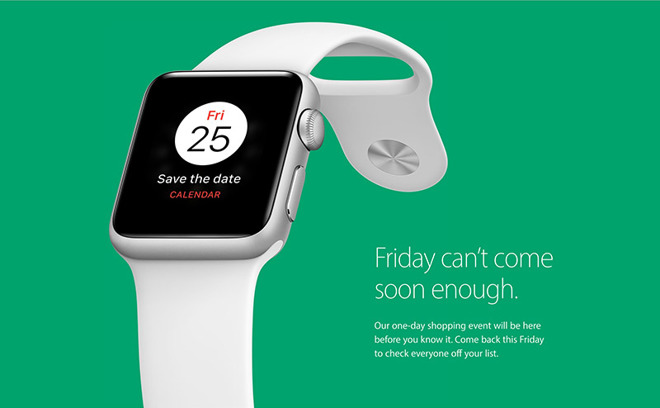 Fri
25
Save the date
CALENDAR
Friday can't come
soon enough.
Our one-day shopping event will be here
before you know it. Come back this Friday
to check everyone off your list.